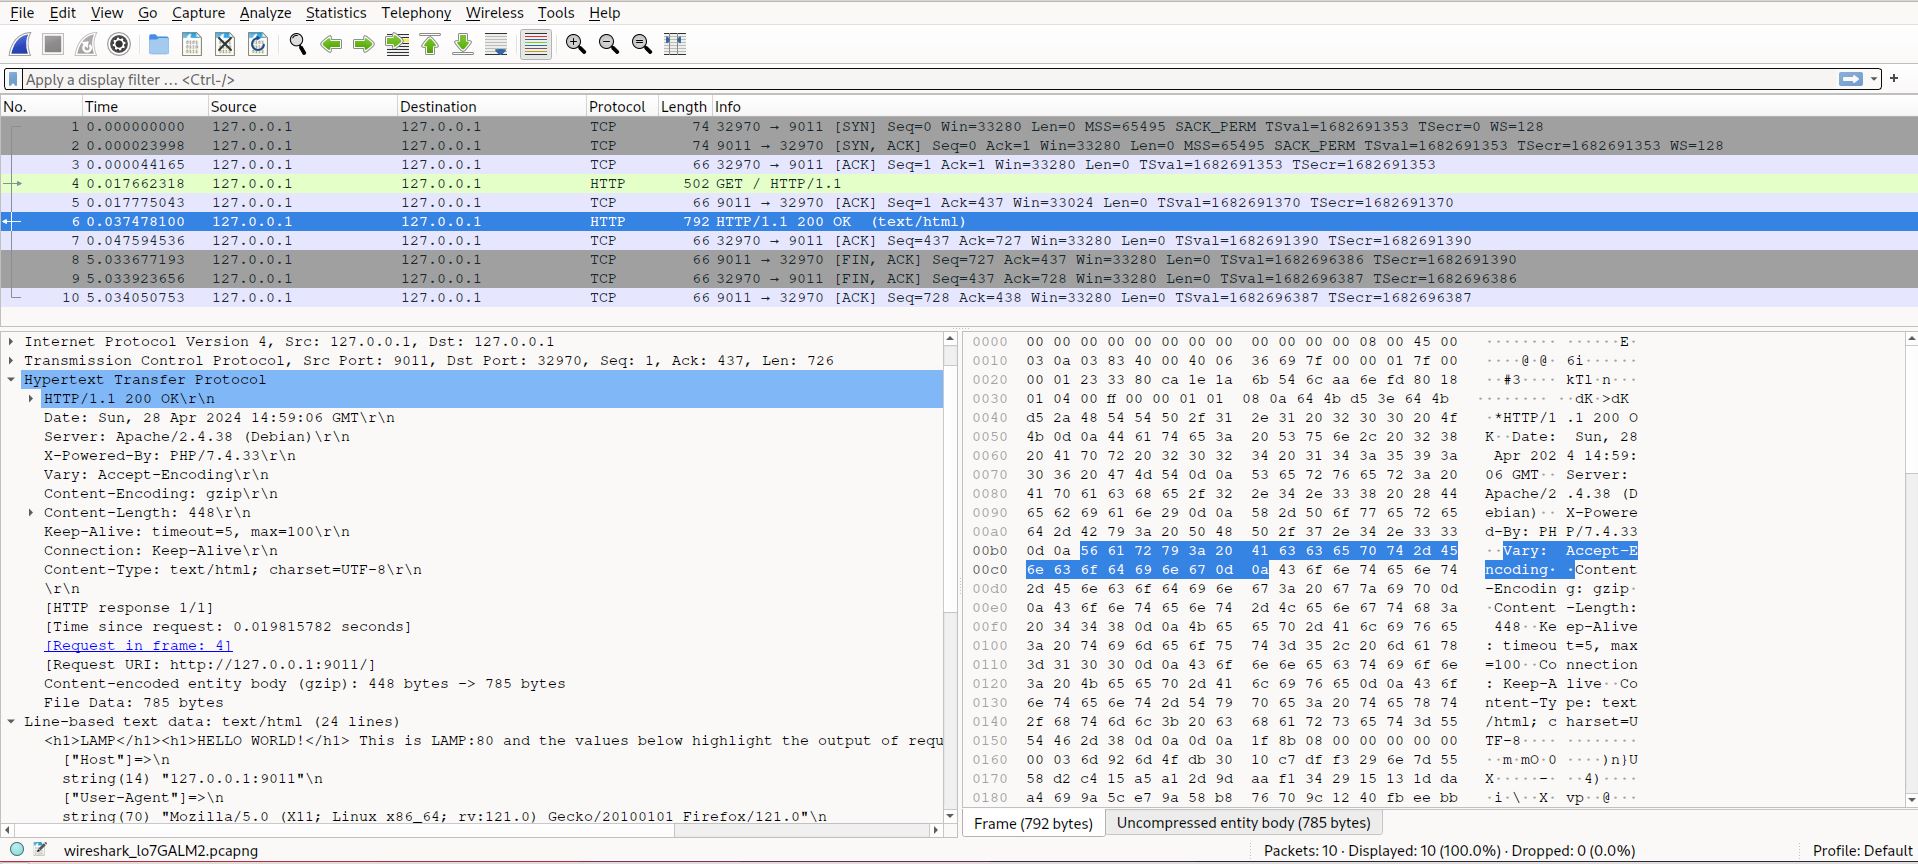 File Edit View Go Capture Analyze Statistics Telephony Wireless Tools Help
Apply a display filter … <Ctrl-/>
No. Time Source Destination Protocol Length Info
1 0.000000000 127.0.0.1 127.0.0.1 TCP 74 32970 → 9011 [SYN] Seq=0 Win=33280 Len=0 MSS=65495 SACK_PERM TSval=1682691353 TSecr=0 WS=128
2 0.000023998 127.0.0.1 127.0.0.1 TCP 74 9011 → 32970 [SYN, ACK] Seq=0 Ack=1 Win=33280 Len=0 MSS=65495 SACK_PERM TSval=1682691353 TSecr=1682691353 WS=128
3 0.000044165 127.0.0.1 127.0.0.1 TCP 66 32970 → 9011 [ACK] Seq=1 Ack=1 Win=33280 Len=0 TSval=1682691353 TSecr=1682691353
4 0.017662318 127.0.0.1 127.0.0.1 HTTP 502 GET / HTTP/1.1
5 0.017775043 127.0.0.1 127.0.0.1 TCP 66 9011 → 32970 [ACK] Seq=1 Ack=437 Win=33024 Len=0 TSval=1682691370 TSecr=1682691370
6 0.037478100 127.0.0.1 127.0.0.1 HTTP 792 HTTP/1.1 200 OK (text/html)
7 0.047594536 127.0.0.1 127.0.0.1 TCP 66 32970 → 9011 [ACK] Seq=437 Ack=727 Win=33280 Len=0 TSval=1682691390 TSecr=1682691390
8 5.033677193 127.0.0.1 127.0.0.1 TCP 66 9011 → 32970 [FIN, ACK] Seq=727 Ack=437 Win=33280 Len=0 TSval=1682696386 TSecr=1682691390
9 5.033923656 127.0.0.1 127.0.0.1 TCP 66 32970 → 9011 [FIN, ACK] Seq=437 Ack=728 Win=33280 Len=0 TSval=1682696387 TSecr=1682696386
10 5.034050753 127.0.0.1 127.0.0.1 TCP 66 9011 → 32970 [ACK] Seq=728 Ack=438 Win=33280 Len=0 TSval=1682696387 TSecr=1682696387
Internet Protocol Version 4, Src: 127.0.0.1, Dst: 127.0.0.1
Transmission Control Protocol, Src Port: 9011, Dst Port: 32970, Seq: 1, Ack: 437, Len: 726
Hypertext Transfer Protocol
HTTP/1.1 200 OK\r\n
Date: Sun, 28 Apr 2024 14:59:06 GMT\r\n
Server: Apache/2.4.38 (Debian)\r\n
X-Powered-By: PHP/7.4.33\r\n
Vary: Accept-Encoding\r\n
Content-Encoding: gzip\r\n
Content-Length: 448\r\n
Keep-Alive: timeout=5, max=100\r\n
Connection: Keep-Alive\r\n
Content-Type: text/html; charset=UTF-8\r\n
\r\n
[HTTP response 1/1]
[Time since request: 0.019815782 seconds]
[Request in frame: 4]
[Request URI: http://127.0.0.1:9011/]
Content-encoded entity body (gzip): 448 bytes -> 785 bytes
File Data: 785 bytes
Line-based text data: text/html (24 lines)
<h1>LAMP</h1><h1>HELLO WORLD!</h1> This is LAMP:80 and the values below highlight the output of requ
["Host"]=>\n
string(14) "127.0.0.1:9011"\n
["User-Agent"]=>\n
string(70) "Mozilla/5.0 (X11; Linux x86_64; rv:121.0) Gecko/20100101 Firefox/121.0"\n
0000 00 00 00 00 00 00 00 00 00 00 00 00 08 00 45 00 ········ ······E·
0010 03 0a 03 83 40 00 40 06 36 69 7f 00 00 01 7f 00 ····@·@· 6i······
0020 00 01 23 33 80 ca 1e 1a 6b 54 6c aa 6e fd 80 18 ··#3···· kTl·n···
0030 01 04 00 ff 00 00 01 01 08 0a 64 4b d5 3e 64 4b ········ ··dK·>dK
0040 d5 2a 48 54 54 50 2f 31 2e 31 20 32 30 30 20 4f ·*HTTP/1 .1 200 O
0050 4b 0d 0a 44 61 74 65 3a 20 53 75 6e 2c 20 32 38 K··Date: Sun, 28
0060 20 41 70 72 20 32 30 32 34 20 31 34 3a 35 39 3a Apr 202 4 14:59:
0070 30 36 20 47 4d 54 0d 0a 53 65 72 76 65 72 3a 20 06 GMT·· Server:
0080 41 70 61 63 68 65 2f 32 2e 34 2e 33 38 20 28 44 Apache/2 .4.38 (D
0090 65 62 69 61 6e 29 0d 0a 58 2d 50 6f 77 65 72 65 ebian)·· X-Powere
00a0 64 2d 42 79 3a 20 50 48 50 2f 37 2e 34 2e 33 33 d-By: PH P/7.4.33
00b0 0d 0a 56 61 72 79 3a 20 41 63 63 65 70 74 2d 45 ··Vary: Accept-E
00c0 6e 63 6f 64 69 6e 67 0d 0a 43 6f 6e 74 65 6e 74 ncoding· ·Content
00d0 2d 45 6e 63 6f 64 69 6e 67 3a 20 67 7a 69 70 0d -Encodin g: gzip·
00e0 0a 43 6f 6e 74 65 6e 74 2d 4c 65 6e 67 74 68 3a ·Content -Length:
00f0 20 34 34 38 0d 0a 4b 65 65 70 2d 41 6c 69 76 65 448··Ke ep-Alive
0100 3a 20 74 69 6d 65 6f 75 74 3d 35 2c 20 6d 61 78 : timeou t=5, max
0110 3d 31 30 30 0d 0a 43 6f 6e 6e 65 63 74 69 6f 6e =100··Co nnection
0120 3a 20 4b 65 65 70 2d 41 6c 69 76 65 0d 0a 43 6f : Keep-A live··Co
0130 6e 74 65 6e 74 2d 54 79 70 65 3a 20 74 65 78 74 ntent-Ty pe: text
0140 2f 68 74 6d 6c 3b 20 63 68 61 72 73 65 74 3d 55 /html; c harset=U
0150 54 46 2d 38 0d 0a 0d 0a 1f 8b 08 00 00 00 00 00 TF-8···· ········
0160 00 03 6d 92 6d 4f db 30 10 c7 df f3 29 6e 7d 55 ··m·mO·0 ····)n}U
0170 58 d2 c4 15 a5 a1 2d 9d aa f1 34 29 15 13 1d da X·····-· ··4)····
0180 a4 69 9a 5c e7 9a 58 b8 76 70 9c 12 40 fb ee bb ·i·\··X· vp··@···
Frame (792 bytes) Uncompressed entity body (785 bytes)
wireshark_lo7GALM2.pcapng Packets: 10 · Displayed: 10 (100.0%) · Dropped: 0 (0.0%) Profile: Default